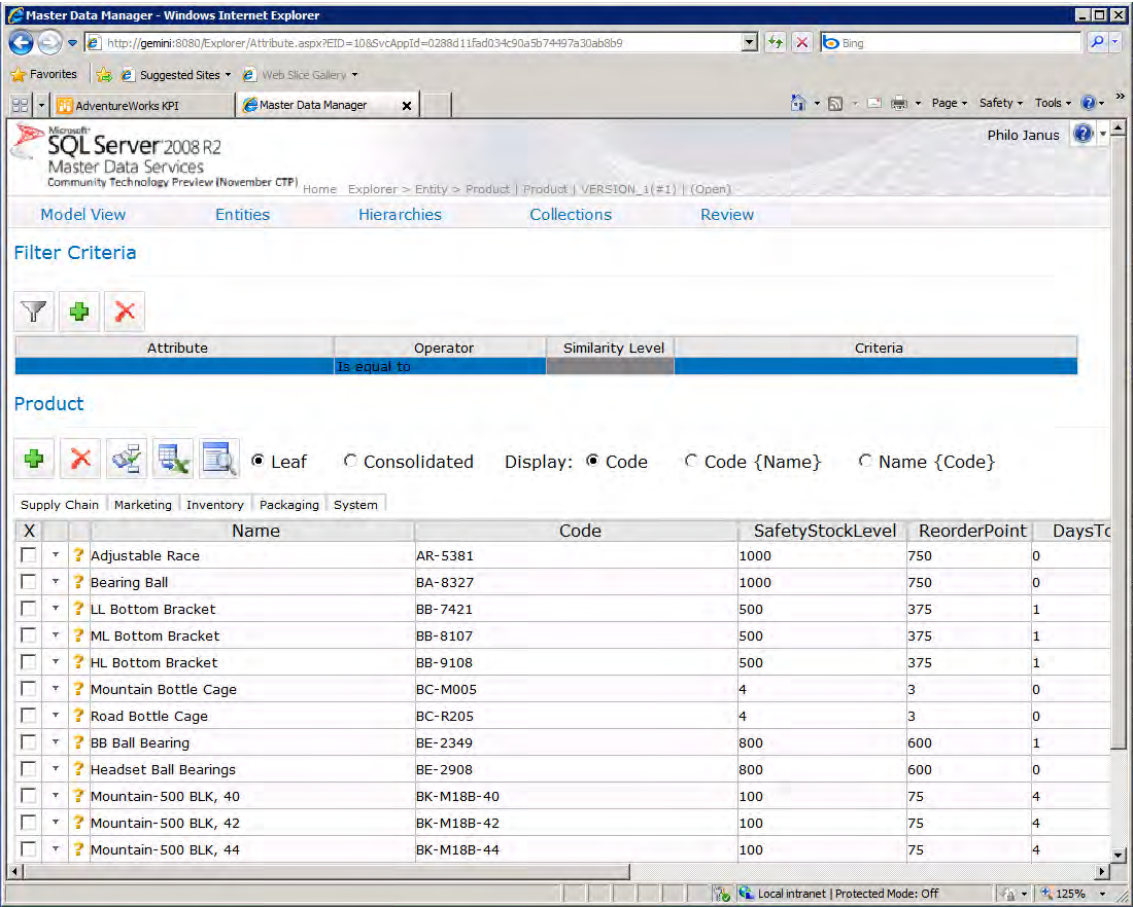 Master Data Manager - Windows Internet Explorer
http://gemini:8080/Explorer/Attribute.aspx?EID=10&SvcAppId=0288d11fad034c90a5b74497a30ab8b9
Bing
Favorites Suggested Sites Web Slice Gallery
AdventureWorks KPI Master Data Manager x Page Safety Tools »
Microsoft
SQL Server 2008 R2 Philo Janus
Master Data Services
Community Technology Preview (November CTP) Home Explorer > Entity > Product | Product | VERSION_1(#1) | (Open)
Model View Entities Hierarchies Collections Review
Filter Criteria
Attribute Operator Similarity Level Criteria
Is equal to
Product
Leaf Consolidated Display: Code Code {Name} Name {Code}
Supply Chain Marketing Inventory Packaging System
X Name Code SafetyStockLevel ReorderPoint DaysTo
? Adjustable Race AR-5381 1000 750 0
? Bearing Ball BA-8327 1000 750 0
? LL Bottom Bracket BB-7421 500 375 1
? ML Bottom Bracket BB-8107 500 375 1
? HL Bottom Bracket BB-9108 500 375 1
? Mountain Bottle Cage BC-M005 4 3 0
? Road Bottle Cage BC-R205 4 3 0
? BB Ball Bearing BE-2349 800 600 1
? Headset Ball Bearings BE-2908 800 600 0
? Mountain-500 BLK, 40 BK-M18B-40 100 75 4
? Mountain-500 BLK, 42 BK-M18B-42 100 75 4
? Mountain-500 BLK, 44 BK-M18B-44 100 75 4
Local intranet | Protected Mode: Off 125%